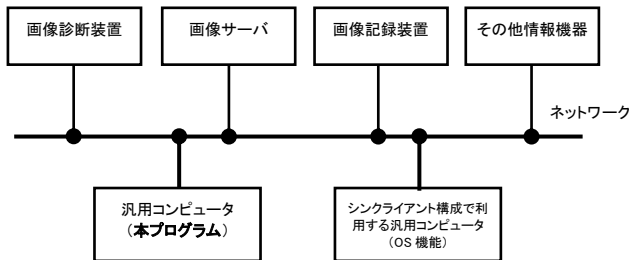 画像診断装置
画像サーバ
画像記録装置
その他情報機器
ネットワーク
汎用コンピュータ
（本プログラム）
シンクライアント構成で利
用する汎用コンピュータ
（OS 機能）